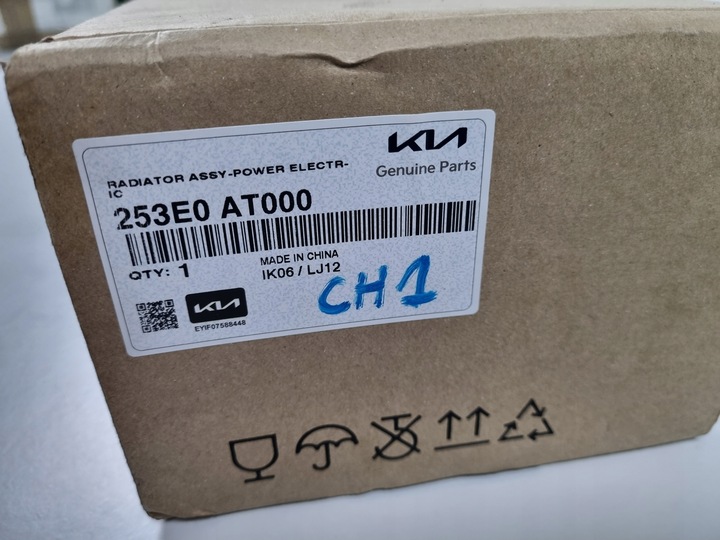 KIA
Genuine Parts
RADIATOR ASSY-POWER ELECTR-
IC
253E0 AT000
MADE IN CHINA
QTY: 1
IK06 / LJ12
CH1
KIA
EYIF07588448